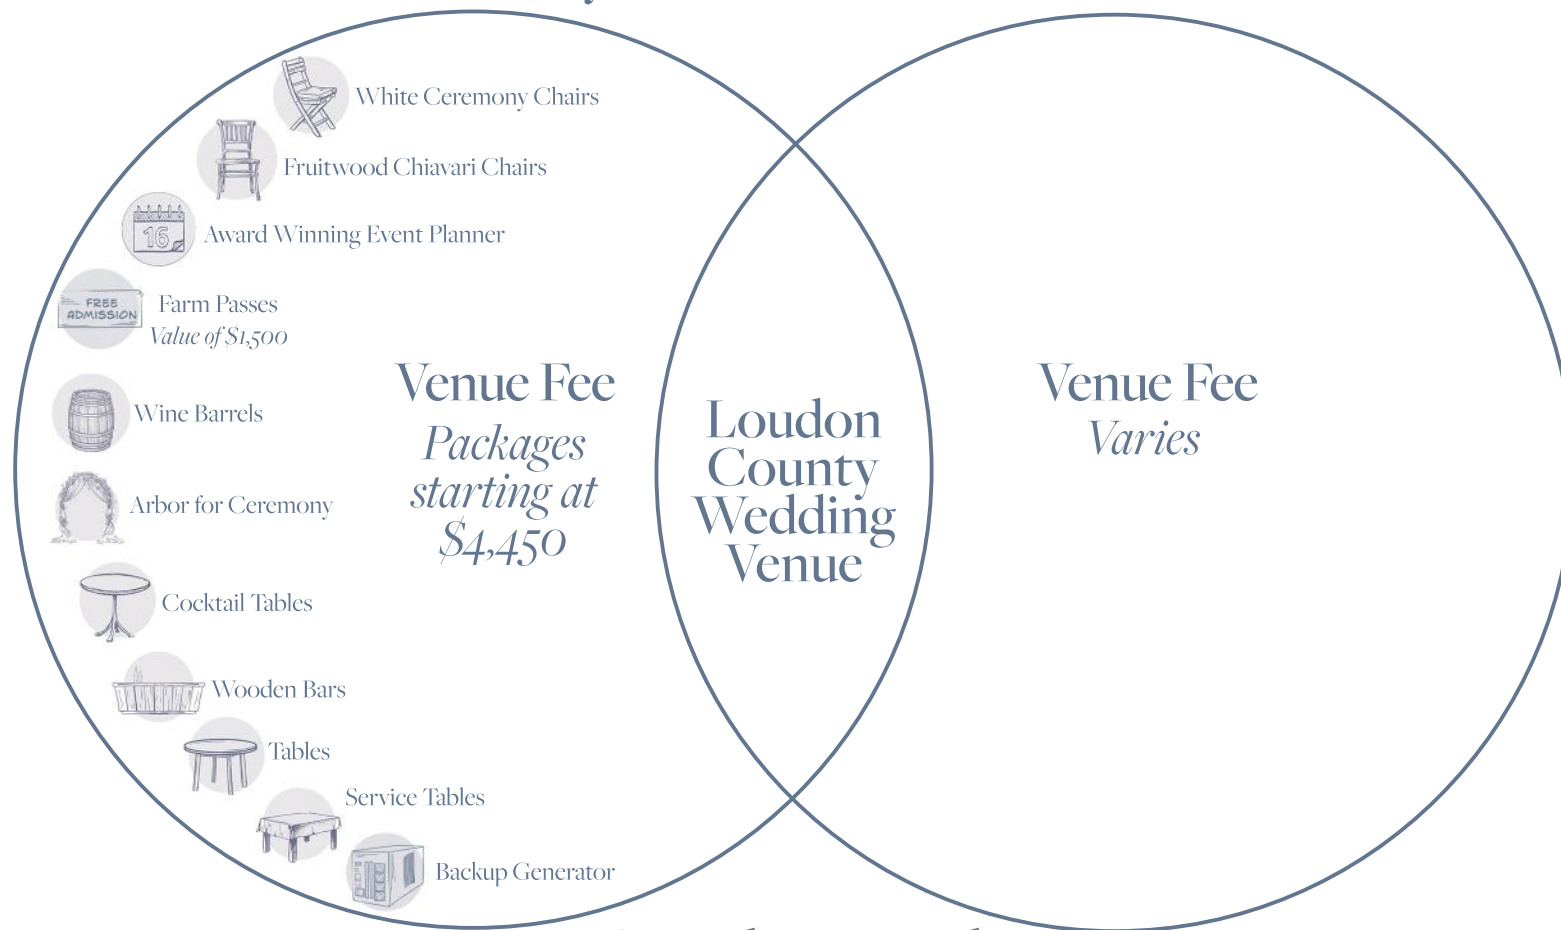 White Ceremony Chairs
Fruitwood Chiavari Chairs
Award Winning Event Planner
16
FREE
ADMISSION
Farm Passes
Value of $1,500
Wine Barrels
Arbor for Ceremony
Cocktail Tables
Wooden Bars
Tables
Service Tables
Backup Generator
Venue Fee
Packages
starting at
$4,450
Loudon
County
Wedding
Venue
Venue Fee
Varies